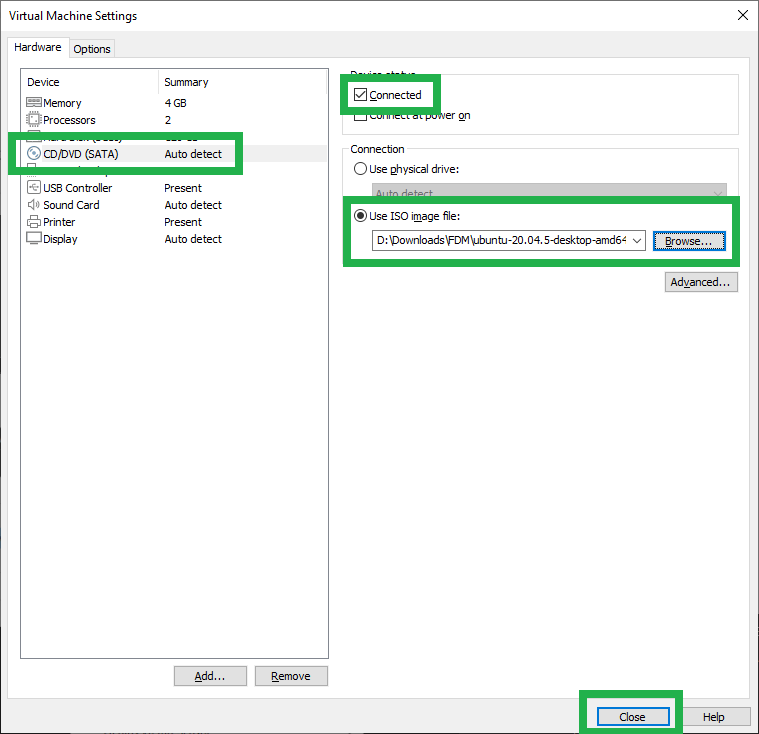 Virtual Machine Settings
Hardware Options
Device Summary
Memory 4 GB
Processors 2
CD/DVD (SATA) Auto detect
USB Controller Present
Sound Card Auto detect
Printer Present
Display Auto detect
Add...
Remove
Device status
Connected
Connect at power on
Connection
Use physical drive:
Auto detect
Use ISO image file:
D:\Downloads\FDM\ubuntu-20.04.5-desktop-amd64
Browse...
Advanced...
Close
Help